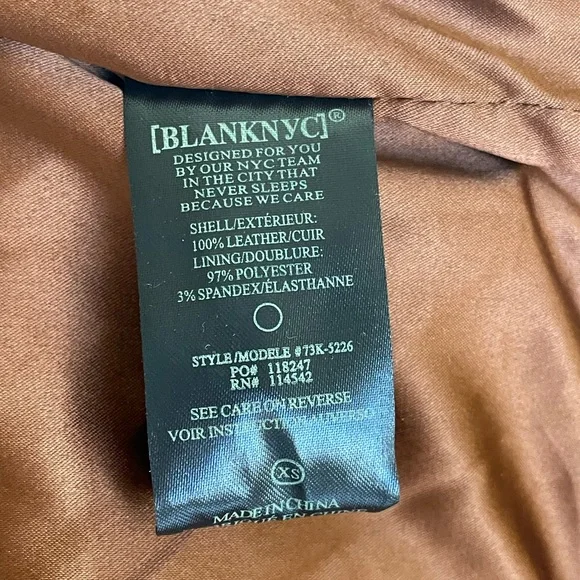 [BLANKNYC]®
DESIGNED FOR YOU
BY OUR NYC TEAM
IN THE CITY THAT
NEVER SLEEPS
BECAUSE WE CARE
SHELL/EXTÉRIEUR:
100% LEATHER/CUIR
LINING/DOUBLURE:
97% POLYESTER
3% SPANDEX/ÉLASTHANNE
STYLE/MODELE #73K-5226
PO# 118247
RN# 114542
SEE CARE ON REVERSE
VOIR
XS
MADE IN CHINA
EN